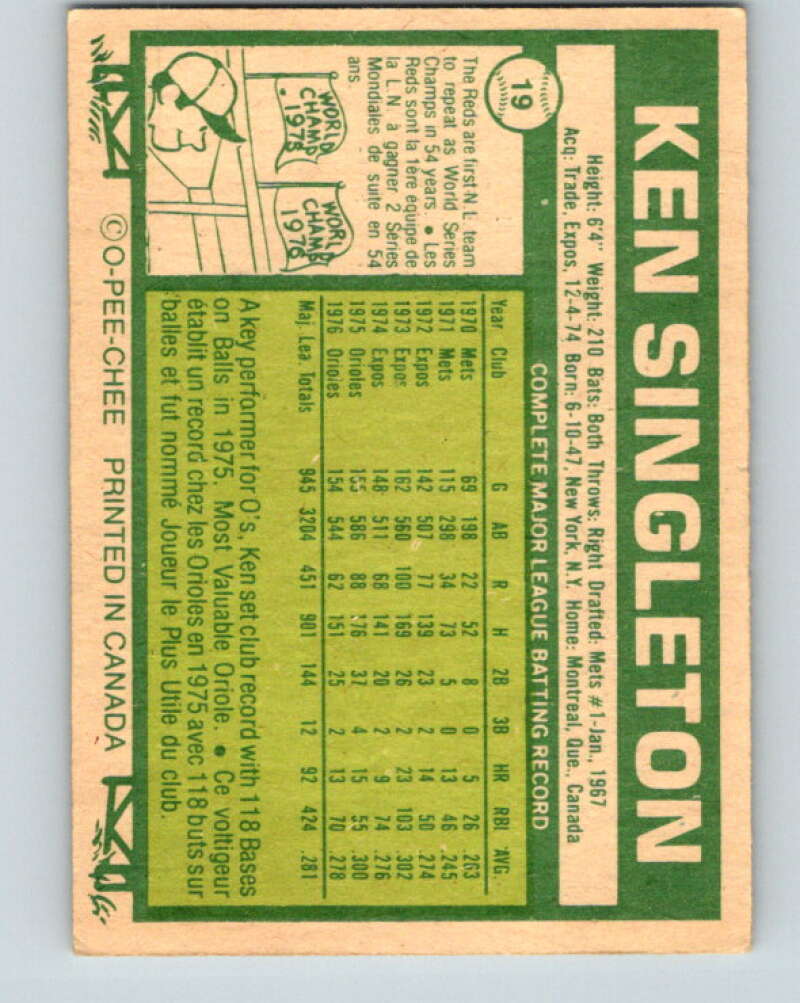 19
KEN SINGLETON
Height: 6'4" Weight: 210 Bats: Both Throws: Right Drafted: Mets #1-Jan., 1967
Acq: Trade, Expos, 12-4-74 Born: 6-10-47, New York, N.Y. Home: Montreal, Que., Canada
COMPLETE MAJOR LEAGUE BATTING RECORD
Year Club G AB R H 2B 3B HR RBI AVG.
1970 Mets 69 198 22 52 8 0 5 26 .263
1971 Mets 115 298 34 73 5 0 13 46 .245
1972 Expos 142 507 77 139 23 2 14 50 .274
1973 Expos 162 560 100 169 26 2 23 103 .302
1974 Expos 148 511 68 141 20 2 9 74 .276
1975 Orioles 155 586 88 176 37 4 15 55 .300
1976 Orioles 154 544 62 151 25 2 13 70 .278
Maj. Lea. Totals 945 3204 451 901 144 12 92 424 .281
A key performer for O's, Ken set club record with 118 Bases
on Balls in 1975. Most Valuable Oriole. • Ce voltigeur
établit un record chez les Orioles en 1975 avec 118 buts sur
balles et fut nommé Joueur le Plus Utile du club.
The Reds are first N.L. team
to repeat as World Series
Champs in 54 years. • Les
Reds sont la 1ère equipe de
la L.N. à gagner 2 Series
Mondiales de suite en 54
ans
WORLD
CHAMP
1975
WORLD
CHAMP
1976
© O-PEE-CHEE PRINTED IN CANADA